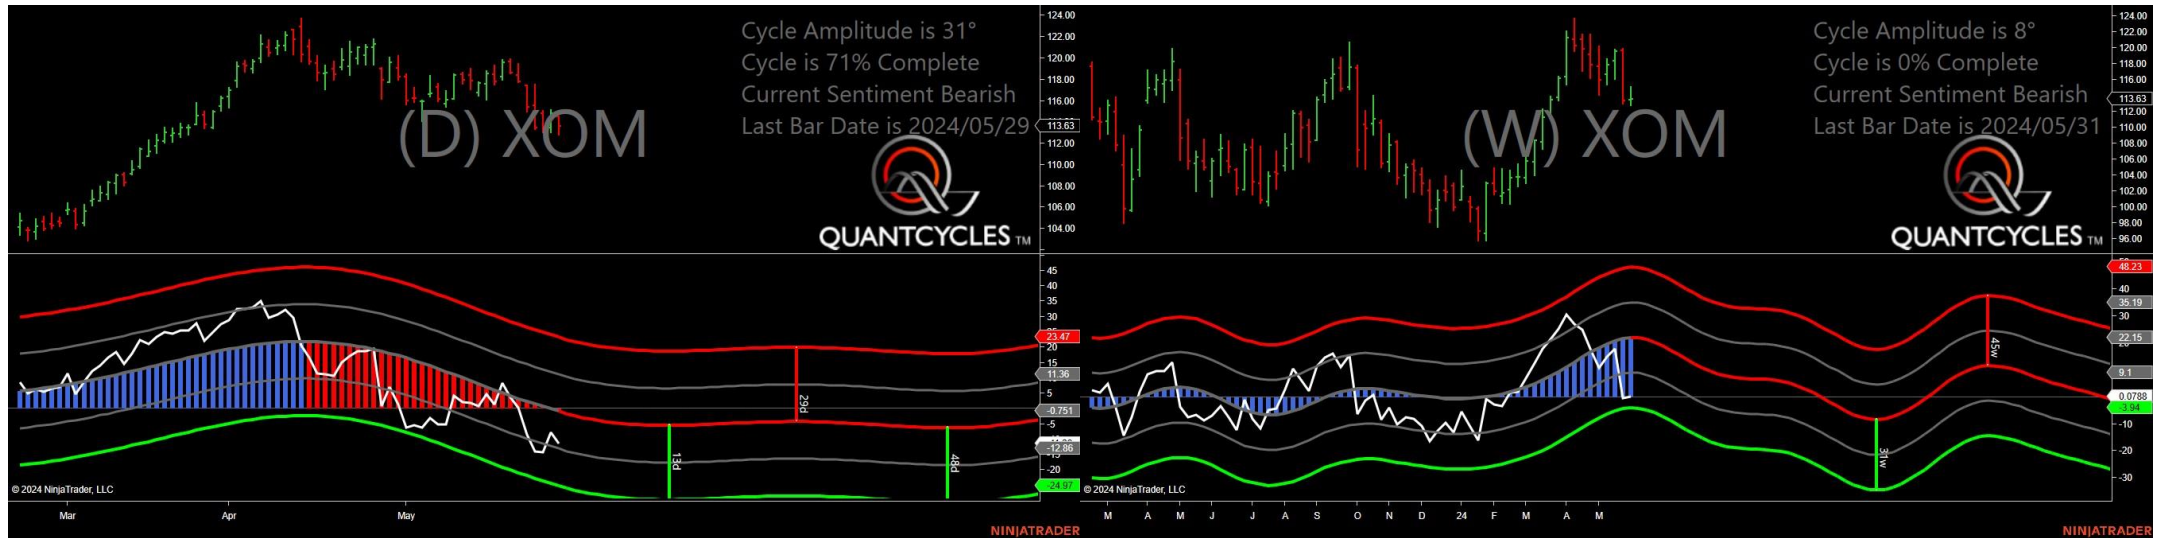 Cycle Amplitude is 31°
Cycle is 71% Complete
Current Sentiment Bearish
Last Bar Date is 2024/05/29
(D) XOM
QUANTCYCLES TM
124.00
122.00
120.00
118.00
116.00
113.63
112.00
110.00
108.00
106.00
104.00
45
40
35
30
23.47
20
15
11.36
5
-0.751
-5
-12.86
-20
-24.97
13d
29d
48d
© 2024 NinjaTrader, LLC
Mar Apr May
NINJATRADER
Cycle Amplitude is 8°
Cycle is 0% Complete
Current Sentiment Bearish
Last Bar Date is 2024/05/31
(W) XOM
QUANTCYCLES TM
124.00
122.00
120.00
118.00
116.00
113.63
112.00
110.00
108.00
106.00
104.00
102.00
100.00
98.00
96.00
48.23
40
35.19
30
22.15
9.1
0.0788
-3.94
-10
-20
-30
31w
45w
© 2024 NinjaTrader, LLC
M A M J J A S O N D 24 F M A M
NINJATRADER